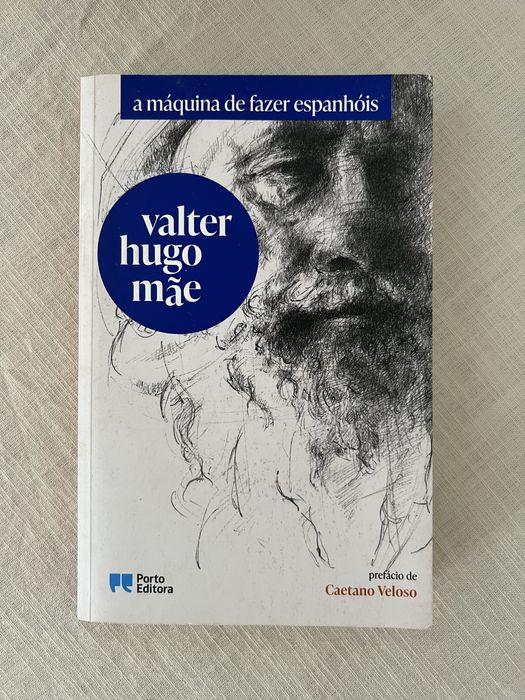 a máquina de fazer espanhóis
valter
hugo
mãe
prefácio de
Caetano Veloso
Porto
Editora